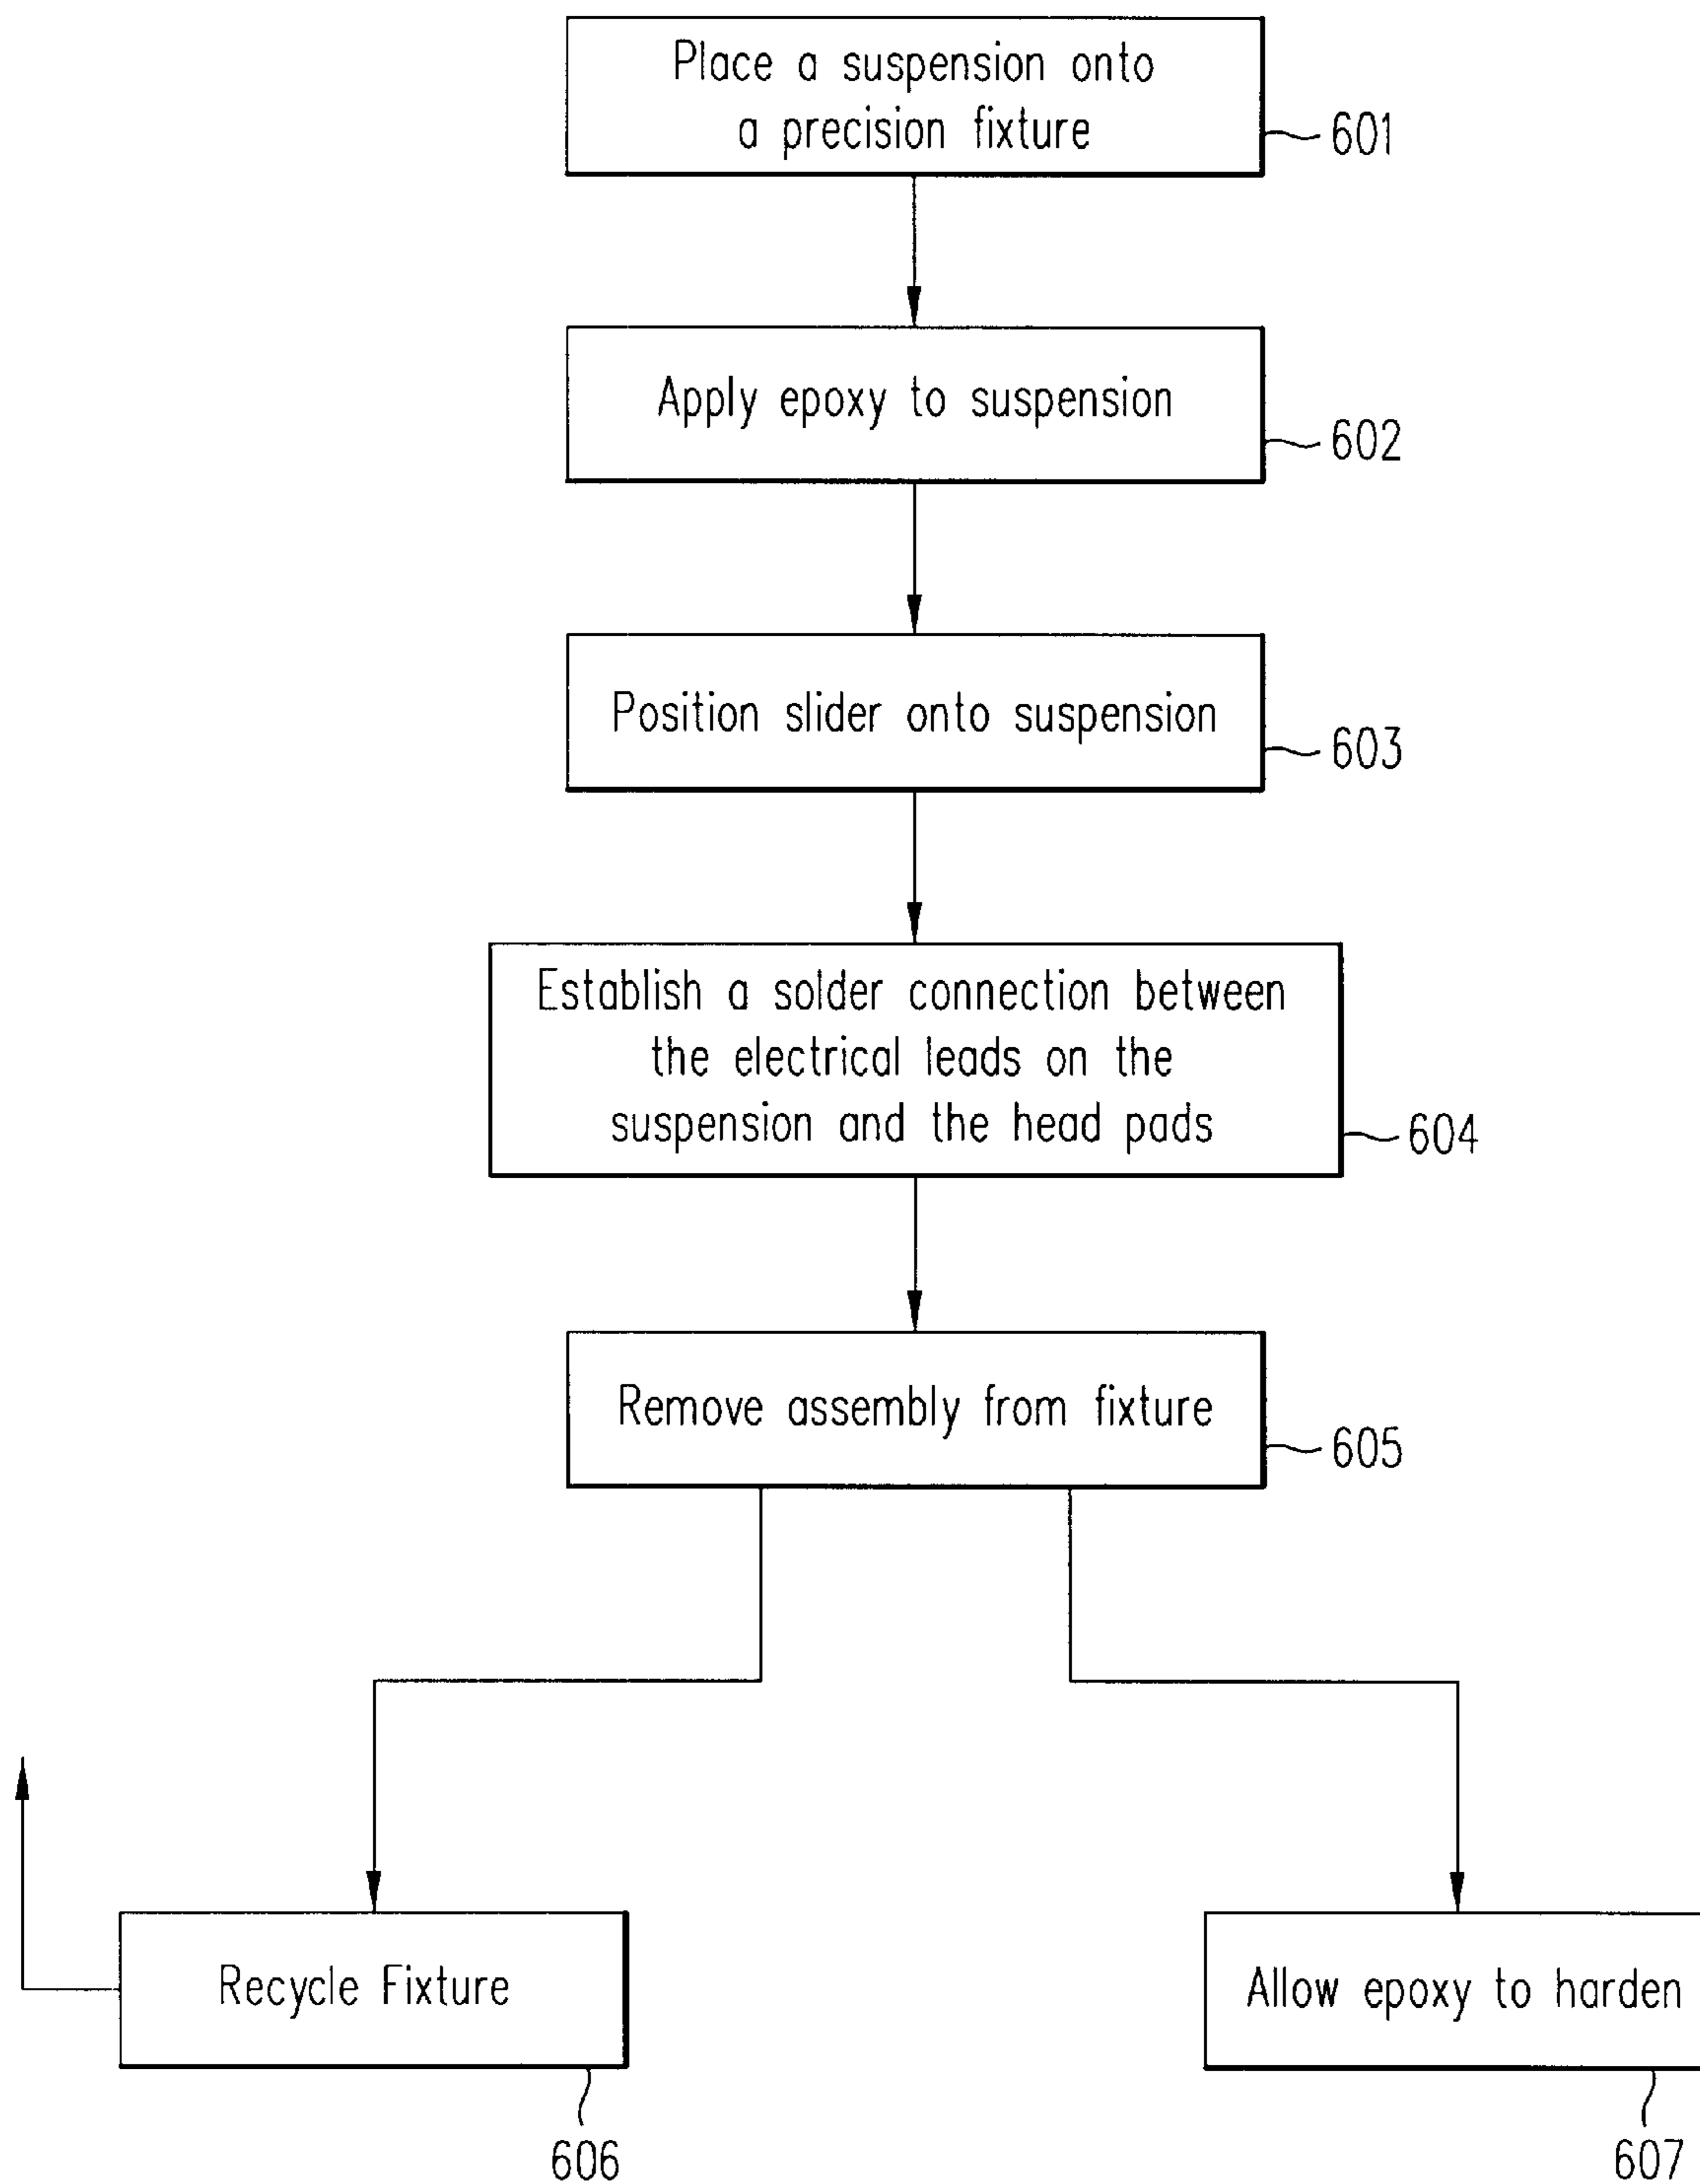 Place a suspension onto
a precision fixture
601
Apply epoxy to suspension
602
Position slider onto suspension
603
Establish a solder connection between
the electrical leads on the
suspension and the head pads
604
Remove assembly from fixture
605
Recycle Fixture
606
Allow epoxy to harden
607